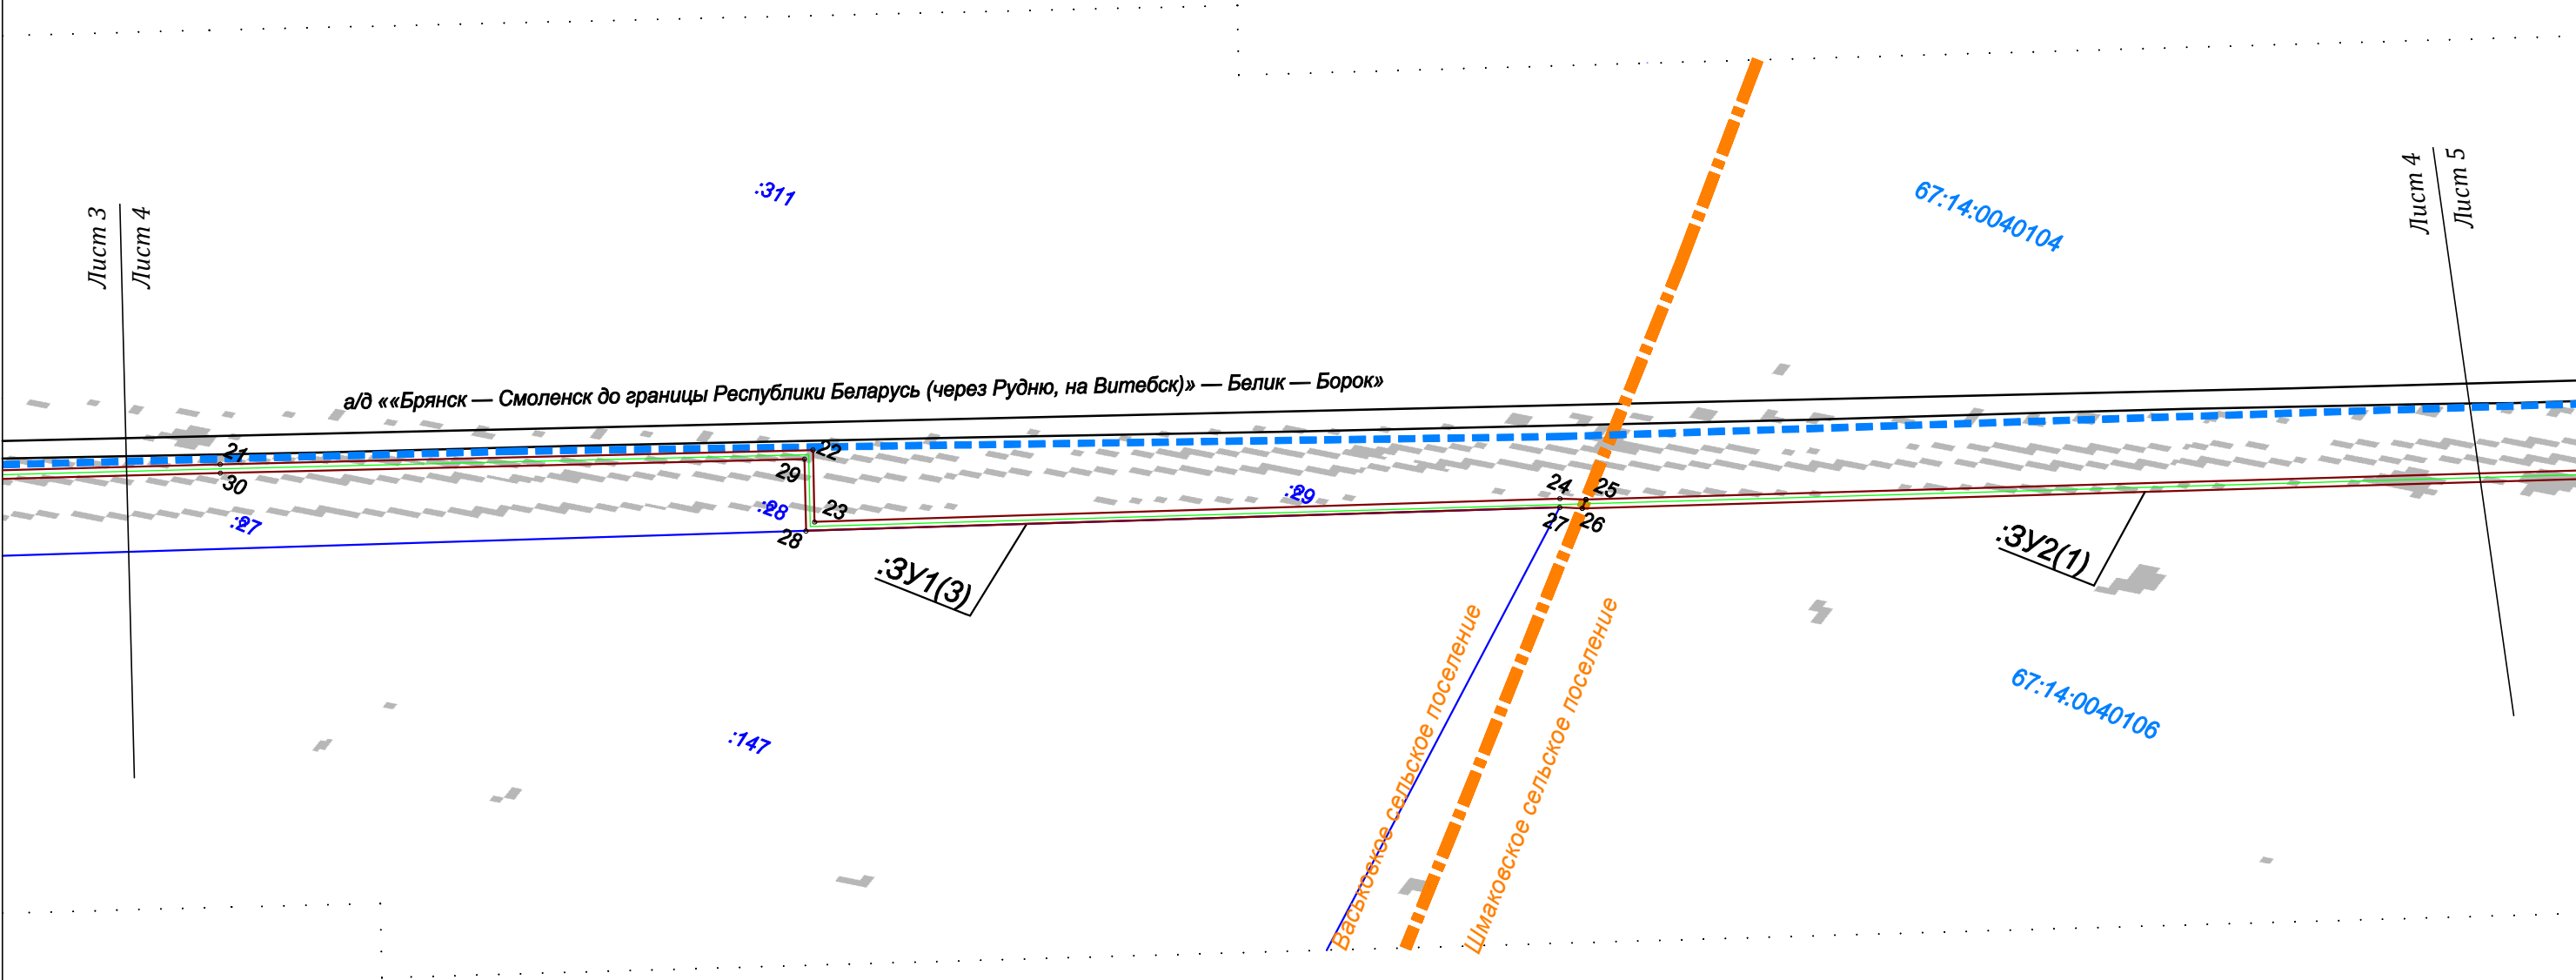 Лист 3
Лист 4
:311
67:14:0040104
Лист 4
Лист 5
а/д ««Брянск — Смоленск до границы Республики Беларусь (через Рудню, на Витебск)» — Белик — Борок»
21
22
29
30
:27
:28
23
28
:29
24
25
27
26
:ЗУ1(3)
:ЗУ2(1)
Васьковское сельское поселение
Шмаковское сельское поселение
67:14:0040106
:147